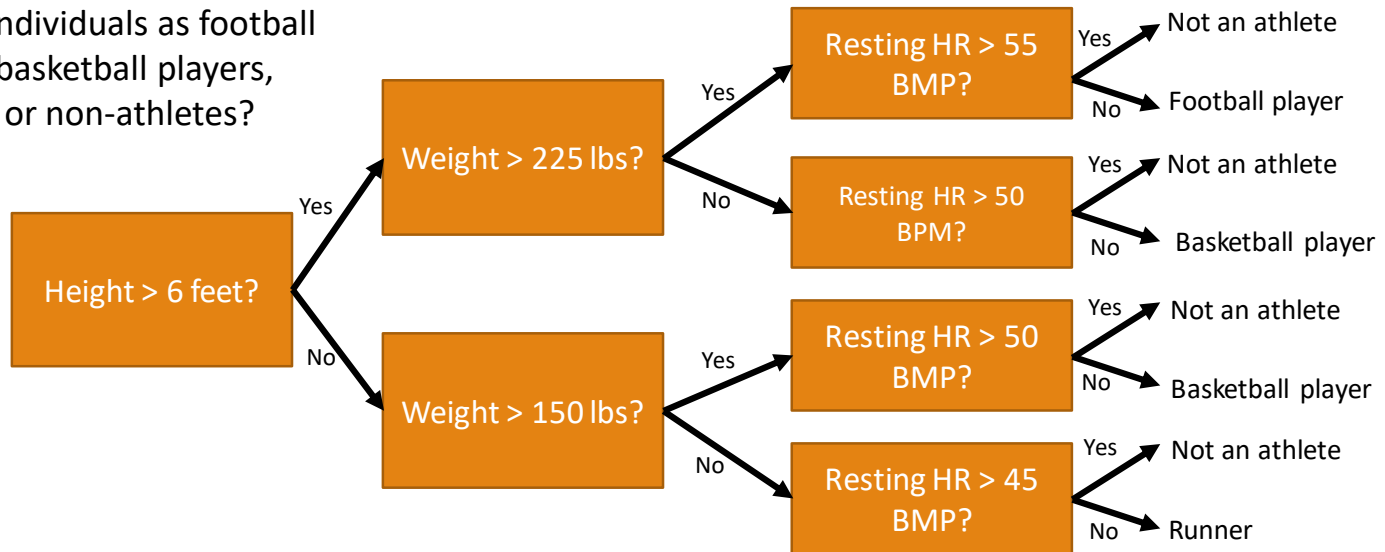 ndividuals as football
basketball players,
or non-athletes?
Height > 6 feet?
Yes
No
Weight > 225 lbs?
Yes
No
Weight > 150 lbs?
Yes
No
Resting HR > 55
BMP?
Yes
No
Not an athlete
Football player
Resting HR > 50
BPM?
Yes
No
Not an athlete
Basketball player
Resting HR > 50
BMP?
Yes
No
Not an athlete
Basketball player
Resting HR > 45
BMP?
Yes
No
Not an athlete
Runner